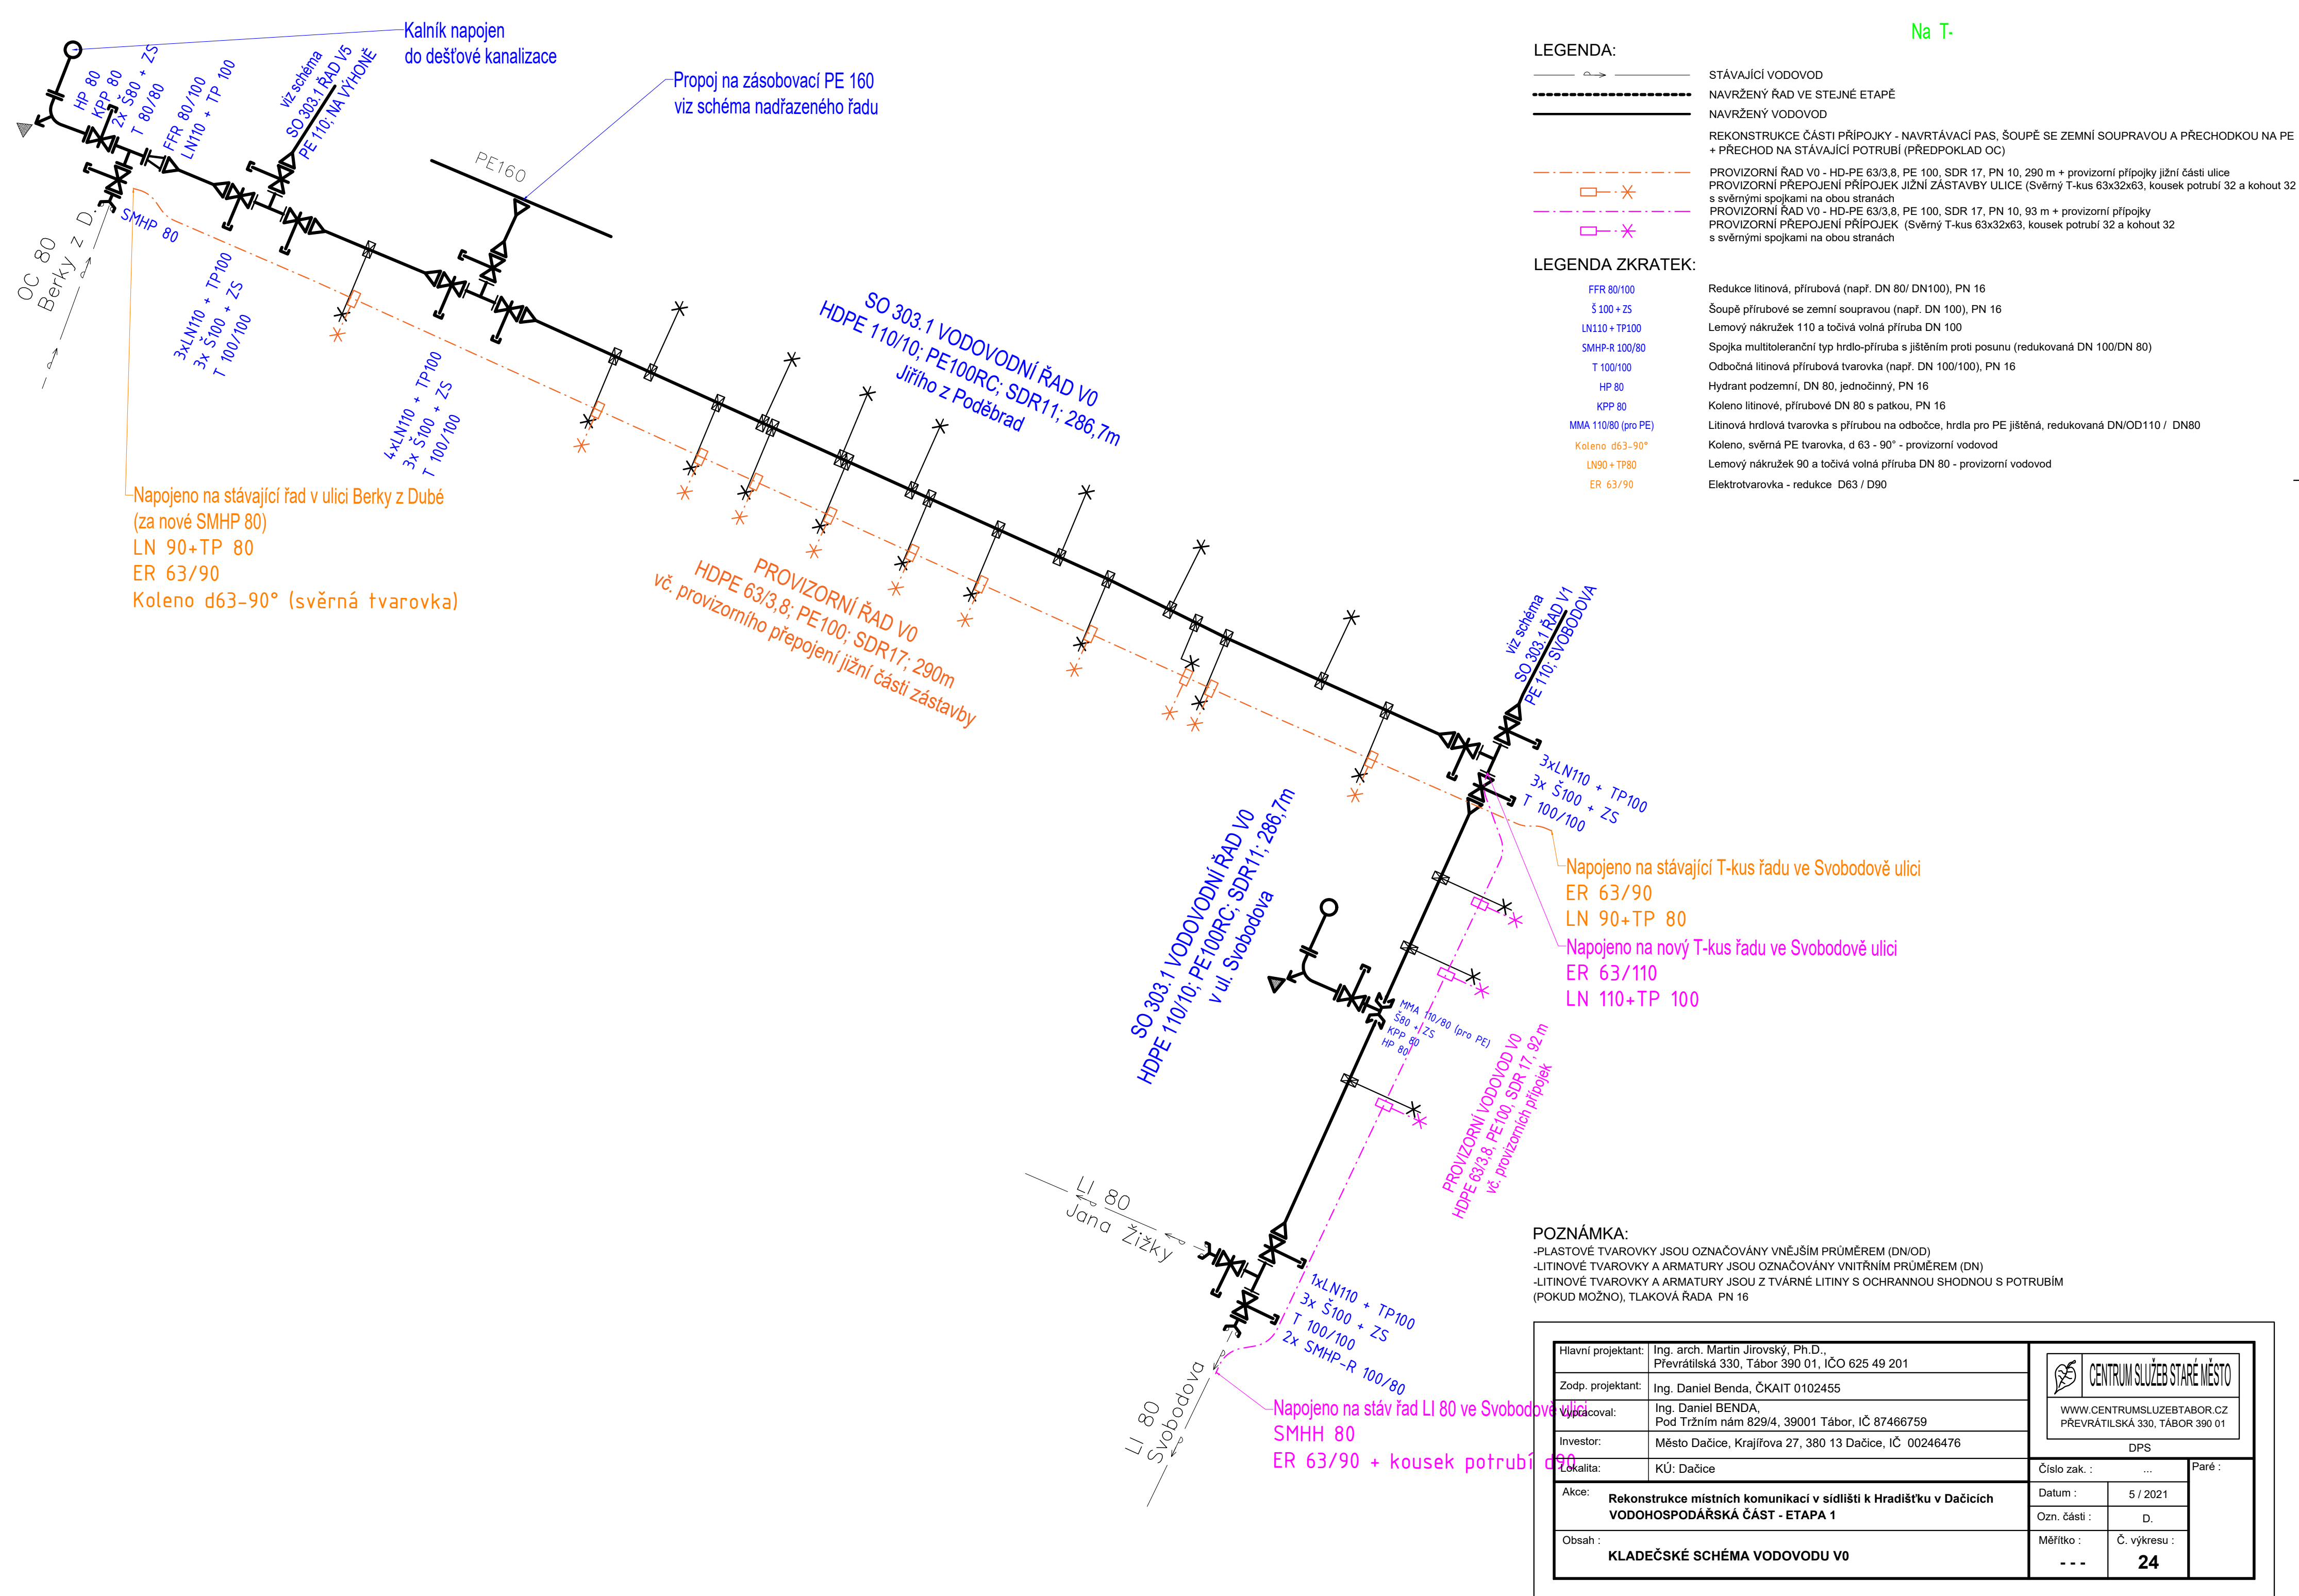 Kalník napojen
do dešťové kanalizace
Propoj na zásobovací PE 160
viz schéma nadřazeného řadu
HP 80
KPP 80
2x Š80 + ZS
T 80/80
FFR 80/100
LN110 + TP 100
viz schéma
SO 303.1 ŘAD V5
PE 110; NA VÝHONĚ
PE160
SMHP 80
OC 80
Berky z D.
3xLN110 + TP100
3x Š100 + ZS
T 100/100
4xLN110 + TP100
3x Š100 + ZS
T 100/100
SO 303.1 VODOVODNÍ ŘAD V0
HDPE 110/10; PE100RC; SDR11; 286,7m
Jiřího z Poděbrad
Napojeno na stávající řad v ulici Berky z Dubé
(za nové SMHP 80)
LN 90+TP 80
ER 63/90
Koleno d63-90° (svěrná tvarovka)
PROVIZORNÍ ŘAD V0
HDPE 63/3,8; PE100; SDR17; 290m
vč. provizorního přepojení jižní části zástavby
viz schéma
SO 303.1 ŘAD V1
PE 110; SVOBODOVA
3xLN110 + TP100
3x Š100 + ZS
T 100/100
Napojeno na stávající T-kus řadu ve Svobodově ulici
ER 63/90
LN 90+TP 80
Napojeno na nový T-kus řadu ve Svobodově ulici
ER 63/110
LN 110+TP 100
SO 303.1 VODOVODNÍ ŘAD V0
HDPE 110/10; PE100RC; SDR11; 286,7m
v ul. Svobodova
MMA 110/80 (pro PE)
Š80 + ZS
KPP 80
HP 80
PROVIZORNÍ VODOVOD V0
HDPE 63/3,8, PE100, SDR 17, 92 m
vč. provizorních přípojek
LI 80
Jana Žižky
1xLN110 + TP100
3x Š100 + ZS
T 100/100
2x SMHP-R 100/80
LI 80
Svobodova
Napojeno na stáv řad LI 80 ve Svobodově ulici
SMHH 80
ER 63/90 + kousek potrubí d90
Na T-
LEGENDA:
STÁVAJÍCÍ VODOVOD
NAVRŽENÝ ŘAD VE STEJNÉ ETAPĚ
NAVRŽENÝ VODOVOD
REKONSTRUKCE ČÁSTI PŘÍPOJKY - NAVRTÁVACÍ PAS, ŠOUPĚ SE ZEMNÍ SOUPRAVOU A PŘECHODKOU NA PE
+ PŘECHOD NA STÁVAJÍCÍ POTRUBÍ (PŘEDPOKLAD OC)
PROVIZORNÍ ŘAD V0 - HD-PE 63/3,8, PE 100, SDR 17, PN 10, 290 m + provizorní přípojky jižní části ulice
PROVIZORNÍ PŘEPOJENÍ PŘÍPOJEK JIŽNÍ ZÁSTAVBY ULICE (Svěrný T-kus 63x32x63, kousek potrubí 32 a kohout 32
s svěrnými spojkami na obou stranách
PROVIZORNÍ ŘAD V0 - HD-PE 63/3,8, PE 100, SDR 17, PN 10, 93 m + provizorní přípojky
PROVIZORNÍ PŘEPOJENÍ PŘÍPOJEK (Svěrný T-kus 63x32x63, kousek potrubí 32 a kohout 32
s svěrnými spojkami na obou stranách
LEGENDA ZKRATEK:
FFR 80/100 Redukce litinová, přírubová (např. DN 80/ DN100), PN 16
Š 100 + ZS Šoupě přírubové se zemní soupravou (např. DN 100), PN 16
LN110 + TP100 Lemový nákružek 110 a točivá volná příruba DN 100
SMHP-R 100/80 Spojka multitoleranční typ hrdlo-příruba s jištěním proti posunu (redukovaná DN 100/DN 80)
T 100/100 Odbočná litinová přírubová tvarovka (např. DN 100/100), PN 16
HP 80 Hydrant podzemní, DN 80, jednočinný, PN 16
KPP 80 Koleno litinové, přírubové DN 80 s patkou, PN 16
MMA 110/80 (pro PE) Litinová hrdlová tvarovka s přírubou na odbočce, hrdla pro PE jištěná, redukovaná DN/OD110 / DN80
Koleno d63-90° Koleno, svěrná PE tvarovka, d 63 - 90° - provizorní vodovod
LN90 + TP80 Lemový nákružek 90 a točivá volná příruba DN 80 - provizorní vodovod
ER 63/90 Elektrotvarovka - redukce D63 / D90
POZNÁMKA:
-PLASTOVÉ TVAROVKY JSOU OZNAČOVÁNY VNĚJŠÍM PRŮMĚREM (DN/OD)
-LITINOVÉ TVAROVKY A ARMATURY JSOU OZNAČOVÁNY VNITŘNÍM PRŮMĚREM (DN)
-LITINOVÉ TVAROVKY A ARMATURY JSOU Z TVÁRNÉ LITINY S OCHRANNOU SHODNOU S POTRUBÍM
(POKUD MOŽNO), TLAKOVÁ ŘADA PN 16
Hlavní projektant: Ing. arch. Martin Jirovský, Ph.D.,
Převrátilská 330, Tábor 390 01, IČO 625 49 201
Zodp. projektant: Ing. Daniel Benda, ČKAIT 0102455
Vypracoval: Ing. Daniel BENDA,
Pod Tržním nám 829/4, 39001 Tábor, IČ 87466759
Investor: Město Dačice, Krajířova 27, 380 13 Dačice, IČ 00246476
Lokalita: KÚ: Dačice
CENTRUM SLUŽEB STARÉ MĚSTO
WWW.CENTRUMSLUZEBTABOR.CZ
PŘEVRÁTILSKÁ 330, TÁBOR 390 01
DPS
Akce: Rekonstrukce místních komunikací v sídlišti k Hradišťku v Dačicích
VODOHOSPODÁŘSKÁ ČÁST - ETAPA 1
Obsah :
KLADEČSKÉ SCHÉMA VODOVODU V0
Číslo zak. : ...
Paré :
Datum : 5 / 2021
Ozn. části : D.
Měřítko : - - -
Č. výkresu : 24